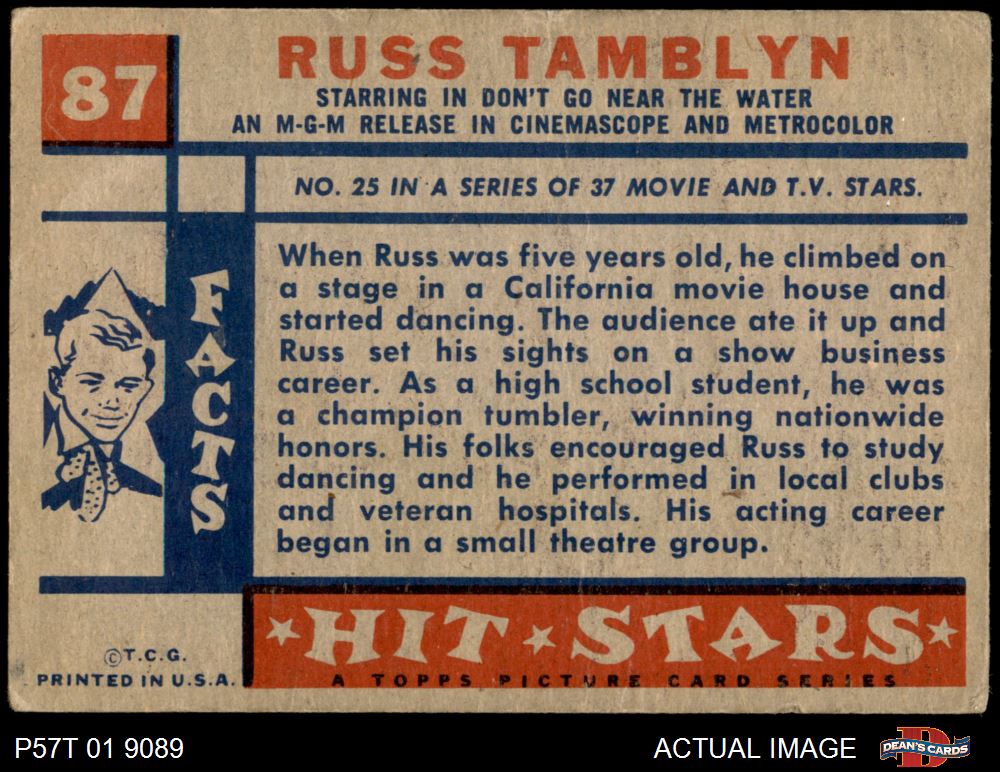 87
RUSS TAMBLYN
STARRING IN DON'T GO NEAR THE WATER
AN M-G-M RELEASE IN CINEMASCOPE AND METROCOLOR
NO. 25 IN A SERIES OF 37 MOVIE AND T.V. STARS.
FACTS
When Russ was five years old, he climbed on
a stage in a California movie house and
started dancing. The audience ate it up and
Russ set his sights on a show business
career. As a high school student, he was
a champion tumbler, winning nationwide
honors. His folks encouraged Russ to study
dancing and he performed in local clubs
and veteran hospitals. His acting career
began in a small theatre group.
©T.C.G.
PRINTED IN U.S.A.
HIT STARS
A TOPPS PICTURE CARD SERIES
P57T 01 9089
ACTUAL IMAGE
D
DEAN'S CARDS